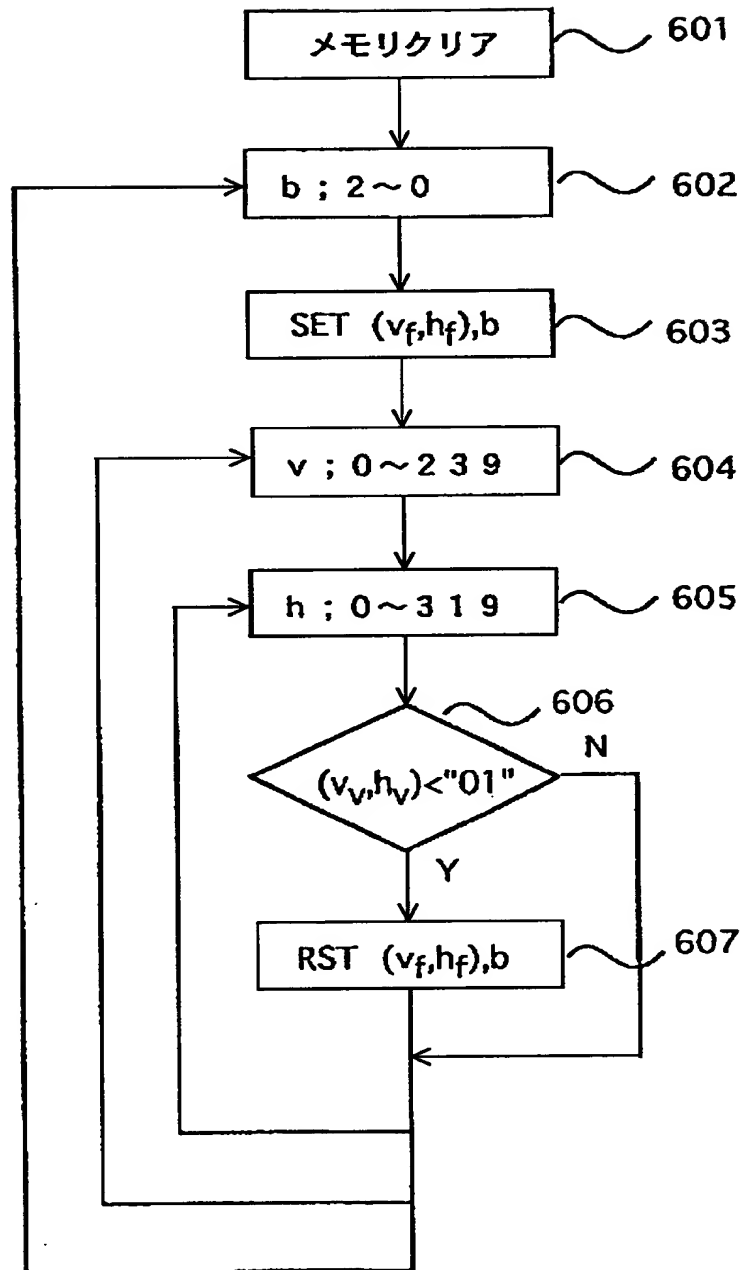 メモリクリア
601
b ; 2～0
602
SET (vf,hf),b
603
v ; 0～239
604
h ; 0～319
605
606
(vv,hv)<"01"
N
Y
RST (vf,hf),b
607